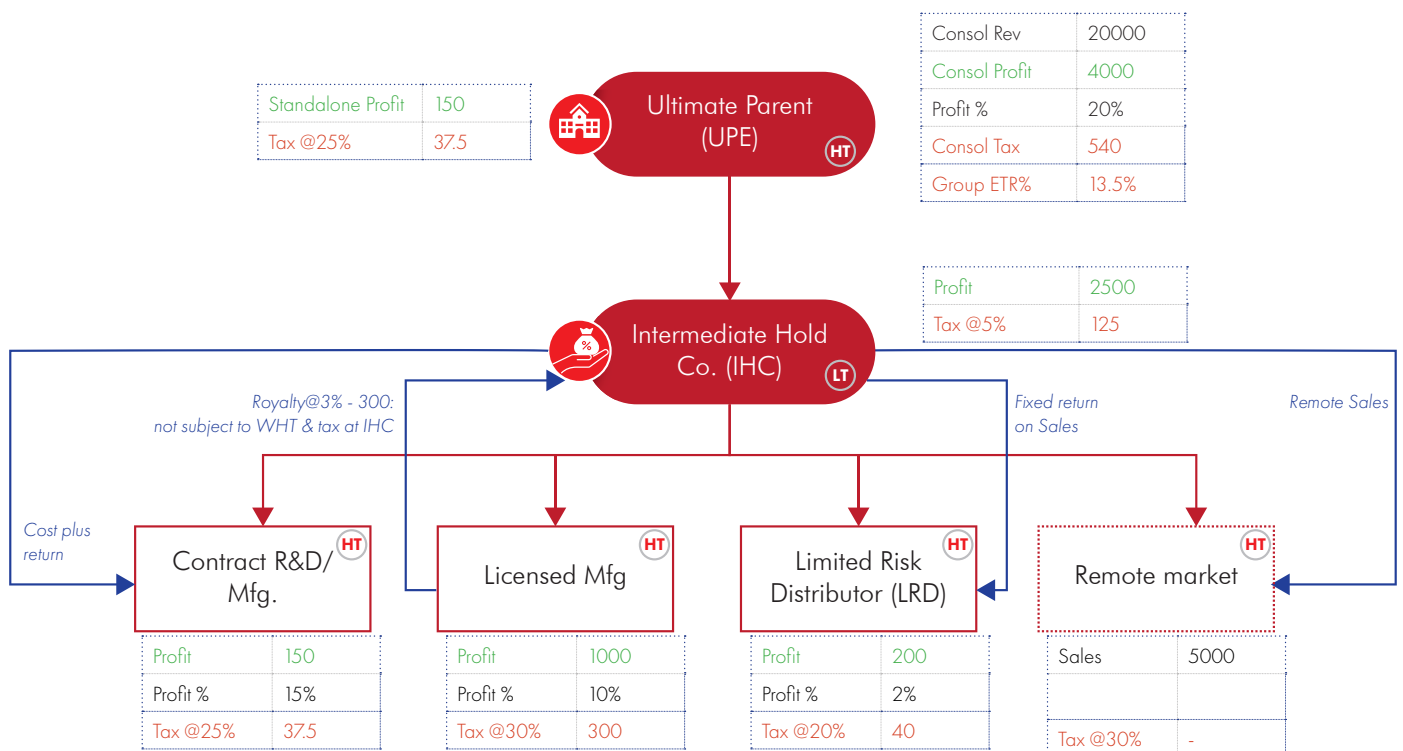 Consol Rev 20000
Consol Profit 4000
Profit % 20%
Consol Tax 540
Group ETR% 13.5%
Standalone Profit 150
Tax @25% 37.5
Ultimate Parent
(UPE)
HT
Profit 2500
Tax @5% 125
%
Intermediate Hold
Co. (IHC)
LT
Royalty@3% - 300:
not subject to WHT & tax at IHC
Fixed return
on Sales
Remote Sales
Cost plus
return
Contract R&D/
Mfg.
HT
Licensed Mfg
HT
Limited Risk
Distributor (LRD)
HT
Remote market
HT
Profit 150
Profit % 15%
Tax @25% 37.5
Profit 1000
Profit % 10%
Tax @30% 300
Profit 200
Profit % 2%
Tax @20% 40
Sales 5000
Tax @30% -